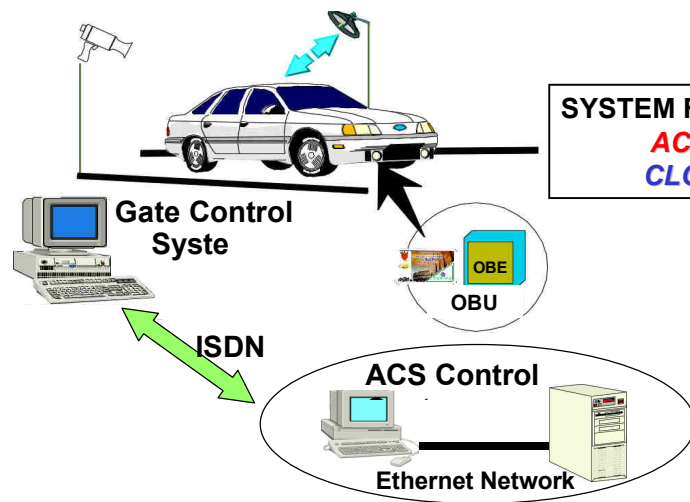 SYSTEM F
AC
CLO
Gate Control
Syste
OBE
OBU
ISDN
ACS Control
Ethernet Network